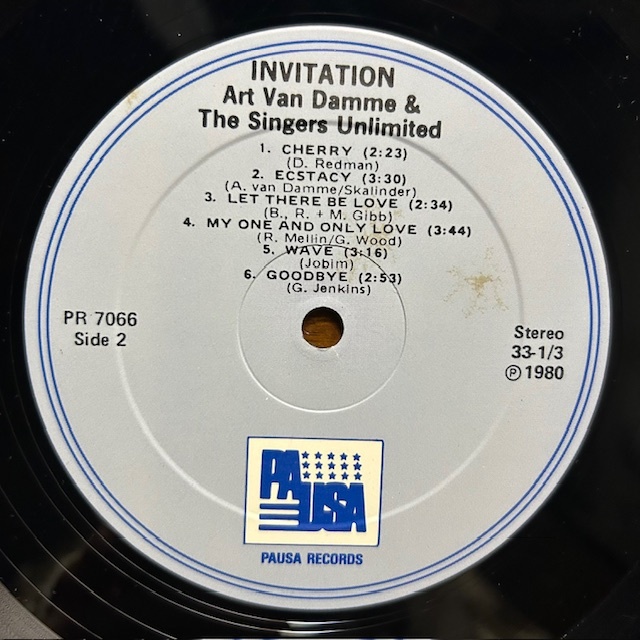 INVITATION
Art Van Damme &
The Singers Unlimited
1. CHERRY (2:23)
(D. Redman)
2. ECSTACY (3:30)
(A. van Damme/Skalinder)
3. LET THERE BE LOVE (2:34)
(B., R. + M. Gibb)
4. MY ONE AND ONLY LOVE (3:44)
(R. Mellin/G. Wood)
5. WAVE (3:16)
(Jobim)
6. GOODBYE (2:53)
(G. Jenkins)
PR 7066
Side 2
Stereo
33-1/3
℗ 1980
PAUSA
PAUSA RECORDS